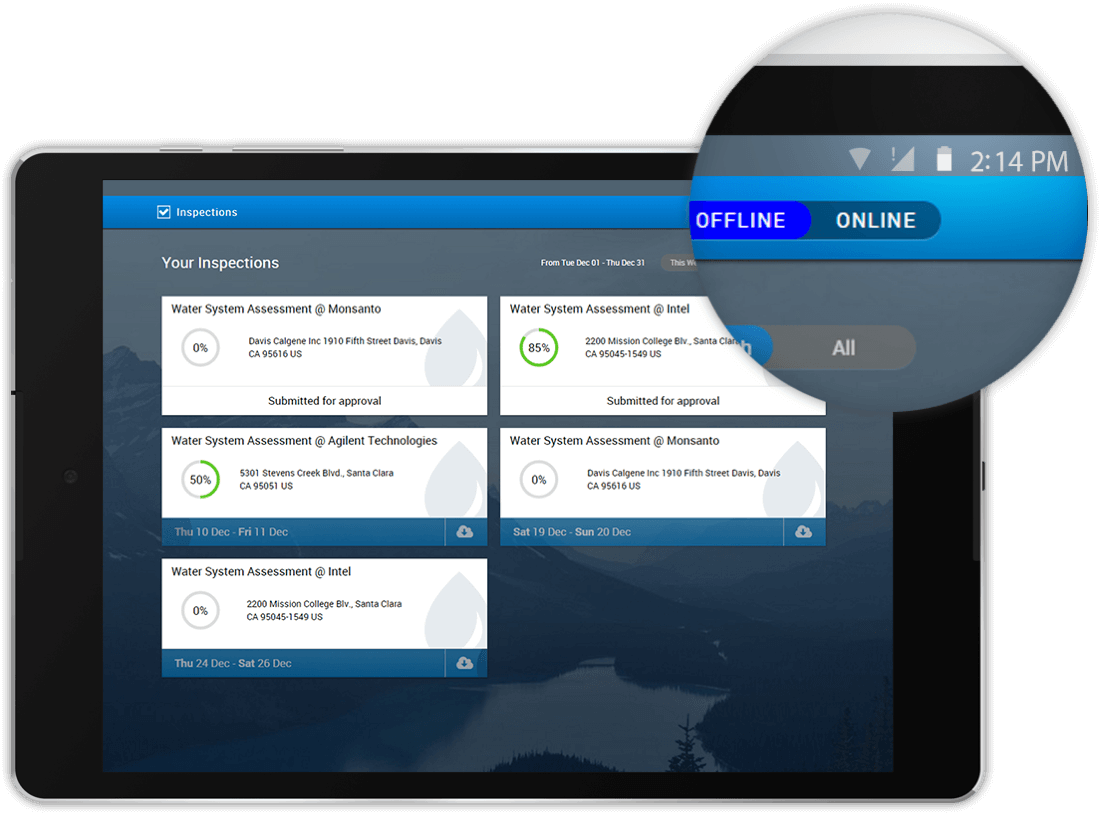 2:14 PM
OFFLINE ONLINE
Inspections
Your Inspections
From Tue Dec 01 - Thu Dec 31
This
All
Water System Assessment @ Monsanto
0%
Davis Calgene Inc 1910 Fifth Street Davis, Davis
CA 95616 US
Submitted for approval
Water System Assessment @ Intel
85%
2200 Mission College Blv., Santa Clara
CA 95045-1549 US
Submitted for approval
Water System Assessment @ Agilent Technologies
50%
5301 Stevens Creek Blvd., Santa Clara
CA 95051 US
Thu 10 Dec - Fri 11 Dec
Water System Assessment @ Monsanto
0%
Davis Calgene Inc 1910 Fifth Street Davis, Davis
CA 95616 US
Sat 19 Dec - Sun 20 Dec
Water System Assessment @ Intel
0%
2200 Mission College Blv., Santa Clara
CA 95045-1549 US
Thu 24 Dec - Sat 26 Dec